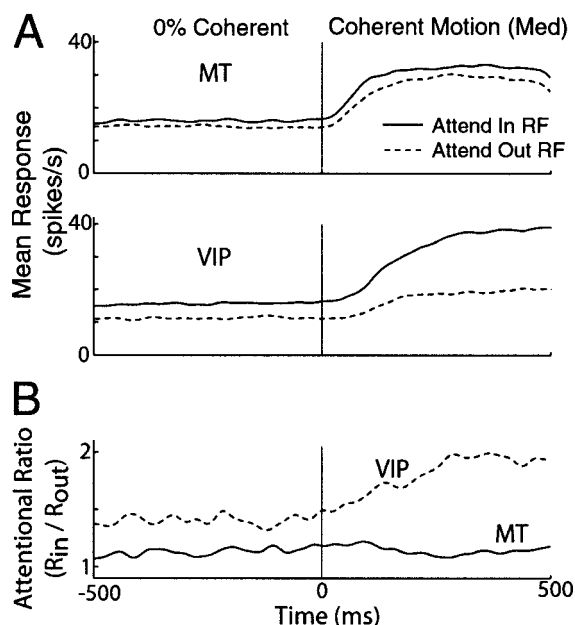 A
0% Coherent
Coherent Motion (Med)
40
MT
Attend In RF
Attend Out RF
0
Mean Response
(spikes/s)
40
VIP
0
B
Attentional Ratio
(Rin / Rout)
2
VIP
MT
1
-500
0
500
Time (ms)